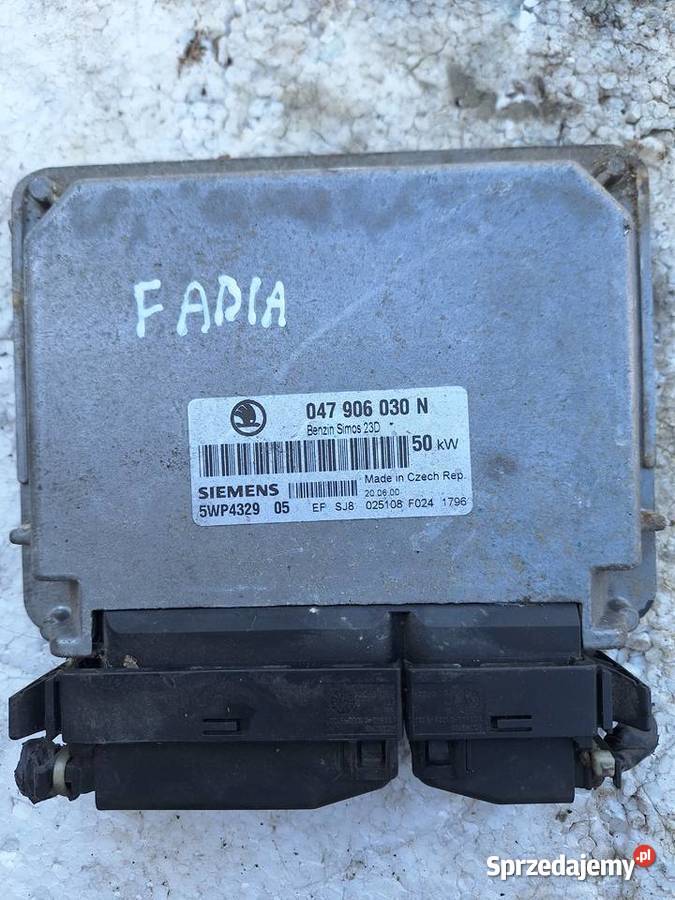 FADIA
047 906 030 N
Benzin Simos 23D
50 kW
Made in Czech Rep.
SIEMENS
20.06.00
5WP4329 05 EF SJ8 025108 F024 1796
Sprzedajemy.pl